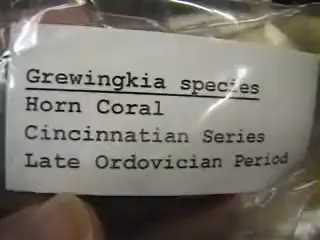 Grewingkia species
Horn Coral
Cincinnatian Series
Late Ordovician Period